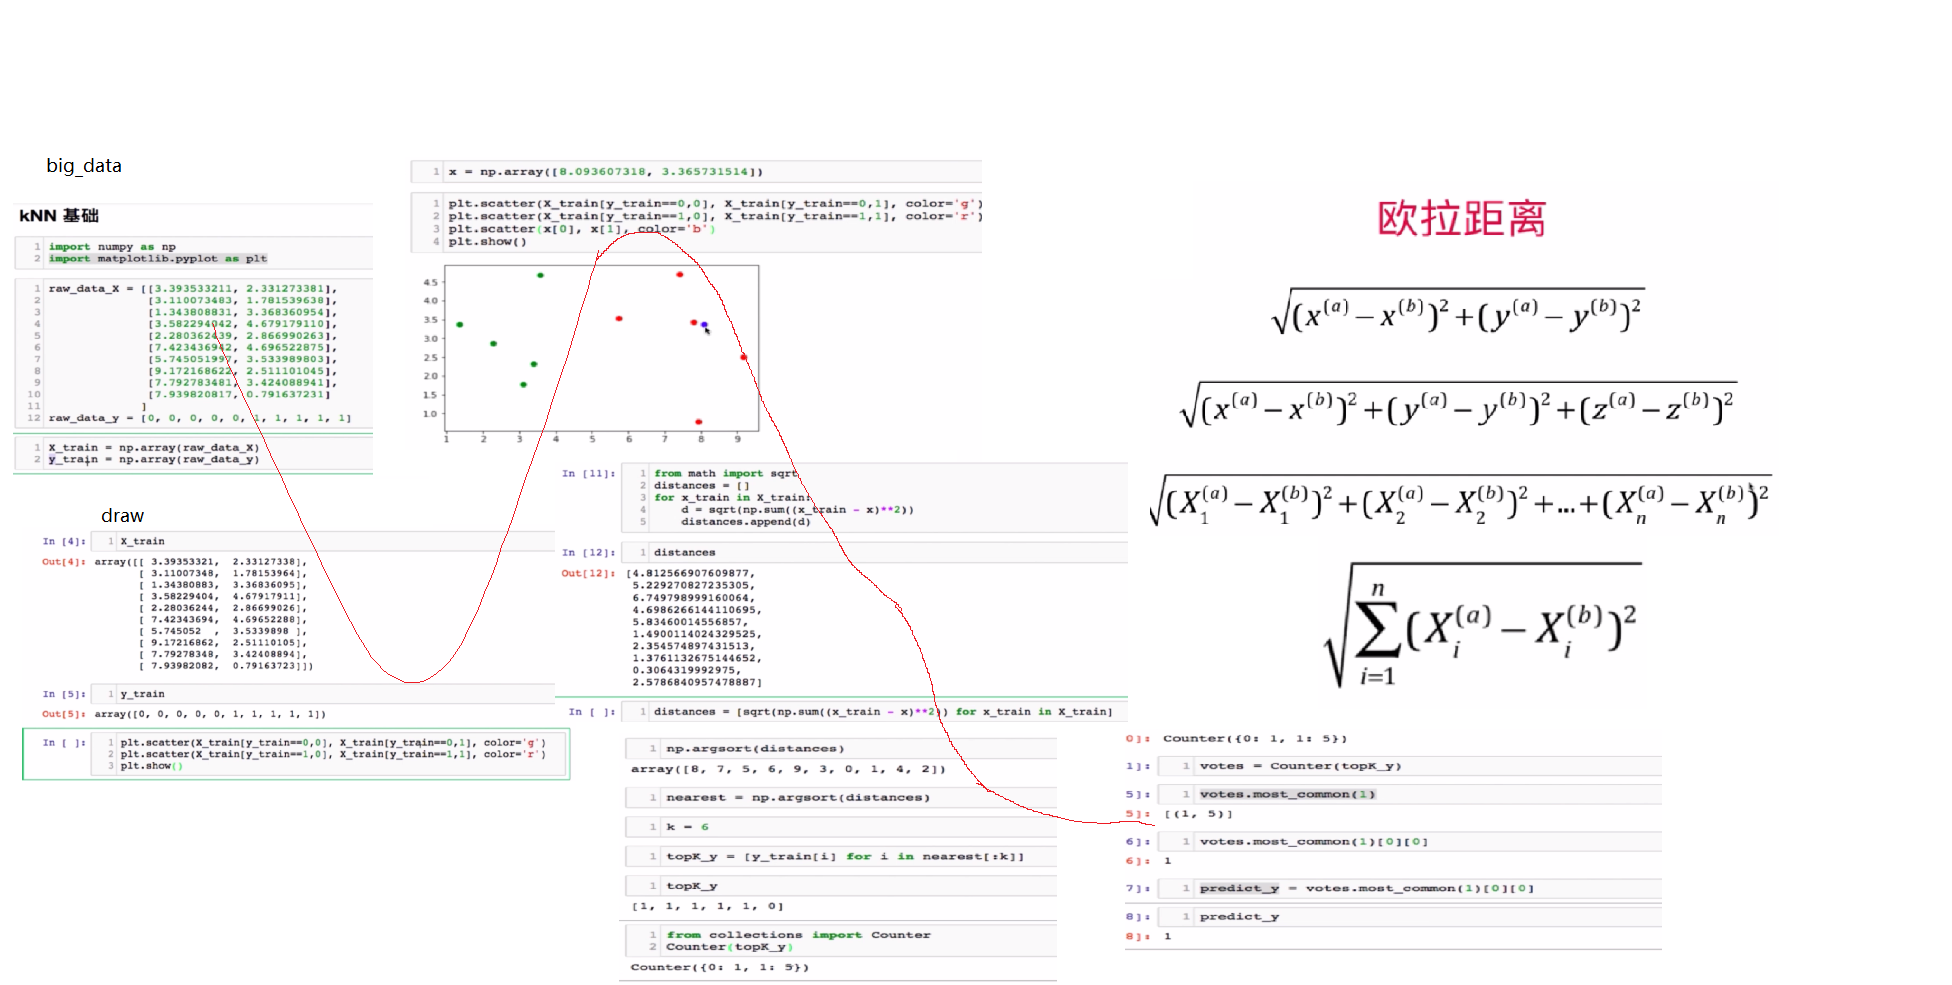 big_data
kNN 基础
1 import numpy as np
2 import matplotlib.pyplot as plt
1 raw_data_X = [[3.393533211, 2.331273381],
2 [3.110073483, 1.781539638],
3 [1.343808831, 3.368360954],
4 [3.582294042, 4.679179110],
5 [2.280362439, 2.866990263],
6 [7.423436942, 4.696522875],
7 [5.745051997, 3.533989803],
8 [9.172168622, 2.511101045],
9 [7.792783481, 3.424088941],
10 [7.939820817, 0.791637231]
11 ]
12 raw_data_y = [0, 0, 0, 0, 0, 1, 1, 1, 1, 1]
1 X_train = np.array(raw_data_X)
2 y_train = np.array(raw_data_y)
draw
In [4]: 1 X_train
Out[4]: array([[ 3.39353321, 2.33127338],
[ 3.11007348, 1.78153964],
[ 1.34380883, 3.36836095],
[ 3.58229404, 4.67917911],
[ 2.28036244, 2.86699026],
[ 7.42343694, 4.69652288],
[ 5.745052 , 3.5339898 ],
[ 9.17216862, 2.51110105],
[ 7.79278348, 3.42408894],
[ 7.93982082, 0.79163723]])
In [5]: 1 y_train
Out[5]: array([0, 0, 0, 0, 0, 1, 1, 1, 1, 1])
In [ ]: 1 plt.scatter(X_train[y_train==0,0], X_train[y_train==0,1], color='g')
2 plt.scatter(X_train[y_train==1,0], X_train[y_train==1,1], color='r')
3 plt.show()
1 x = np.array([8.093607318, 3.365731514])
1 plt.scatter(X_train[y_train==0,0], X_train[y_train==0,1], color='g')
2 plt.scatter(X_train[y_train==1,0], X_train[y_train==1,1], color='r')
3 plt.scatter(x[0], x[1], color='b')
4 plt.show()
4.5
4.0
3.5
3.0
2.5
2.0
1.5
1.0
1 2 3 4 5 6 7 8 9
In [11]: 1 from math import sqrt
2 distances = []
3 for x_train in X_train:
4 d = sqrt(np.sum((x_train - x)**2))
5 distances.append(d)
In [12]: 1 distances
Out[12]: [4.812566907609877,
5.229270827235305,
6.749798999160064,
4.6986266144110695,
5.83460014556857,
1.4900114024329525,
2.354574897431513,
1.3761132675144652,
0.3064319992975,
2.5786840957478887]
In [ ]: 1 distances = [sqrt(np.sum((x_train - x)**2)) for x_train in X_train]
1 np.argsort(distances)
array([8, 7, 5, 6, 9, 3, 0, 1, 4, 2])
1 nearest = np.argsort(distances)
1 k = 6
1 topK_y = [y_train[i] for i in nearest[:k]]
1 topK_y
[1, 1, 1, 1, 1, 0]
1 from collections import Counter
2 Counter(topK_y)
Counter({0: 1, 1: 5})
欧拉距离
√(x^(a) − x^(b))² + (y^(a) − y^(b))²
√(x^(a) − x^(b))² + (y^(a) − y^(b))² + (z^(a) − z^(b))²
√(X₁^(a) − X₁^(b))² + (X₂^(a) − X₂^(b))² + ... + (Xₙ^(a) − Xₙ^(b))²
√∑_{i=1}^{n} (X_i^(a) − X_i^(b))²
0]: Counter({0: 1, 1: 5})
1]: 1 votes = Counter(topK_y)
5]: 1 votes.most_common(1)
5]: [(1, 5)]
6]: 1 votes.most_common(1)[0][0]
6]: 1
7]: 1 predict_y = votes.most_common(1)[0][0]
8]: 1 predict_y
8]: 1